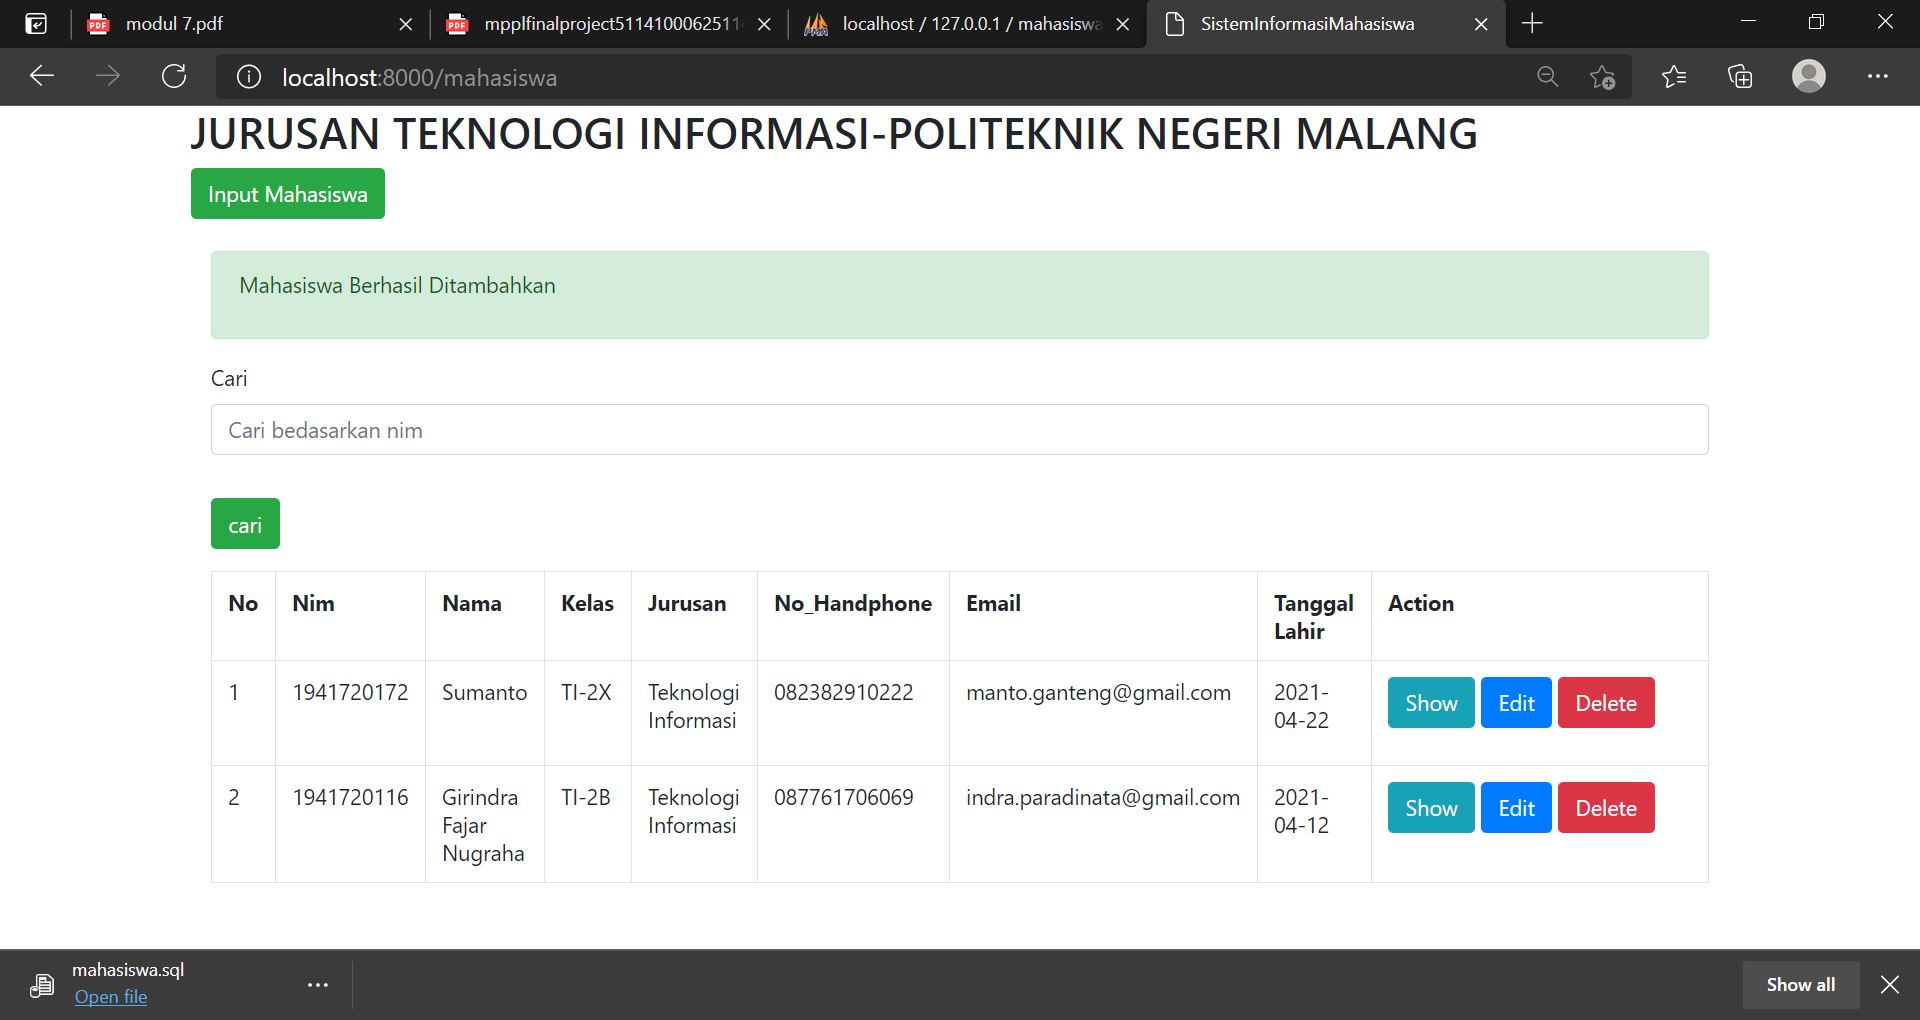 modul 7.pdf
mpplfinalproject51141000625114
localhost / 127.0.0.1 / mahasiswa
SistemInformasiMahasiswa
localhost:8000/mahasiswa
JURUSAN TEKNOLOGI INFORMASI-POLITEKNIK NEGERI MALANG
Input Mahasiswa
Mahasiswa Berhasil Ditambahkan
Cari
Cari bedasarkan nim
cari
No Nim Nama Kelas Jurusan No_Handphone Email Tanggal Action
Lahir
1 1941720172 Sumanto TI-2X Teknologi 082382910222 manto.ganteng@gmail.com 2021- Show Edit Delete
Informasi 04-22
2 1941720116 Girindra TI-2B Teknologi 087761706069 indra.paradinata@gmail.com 2021- Show Edit Delete
Fajar Informasi 04-12
Nugraha
mahasiswa.sql
Open file
Show all